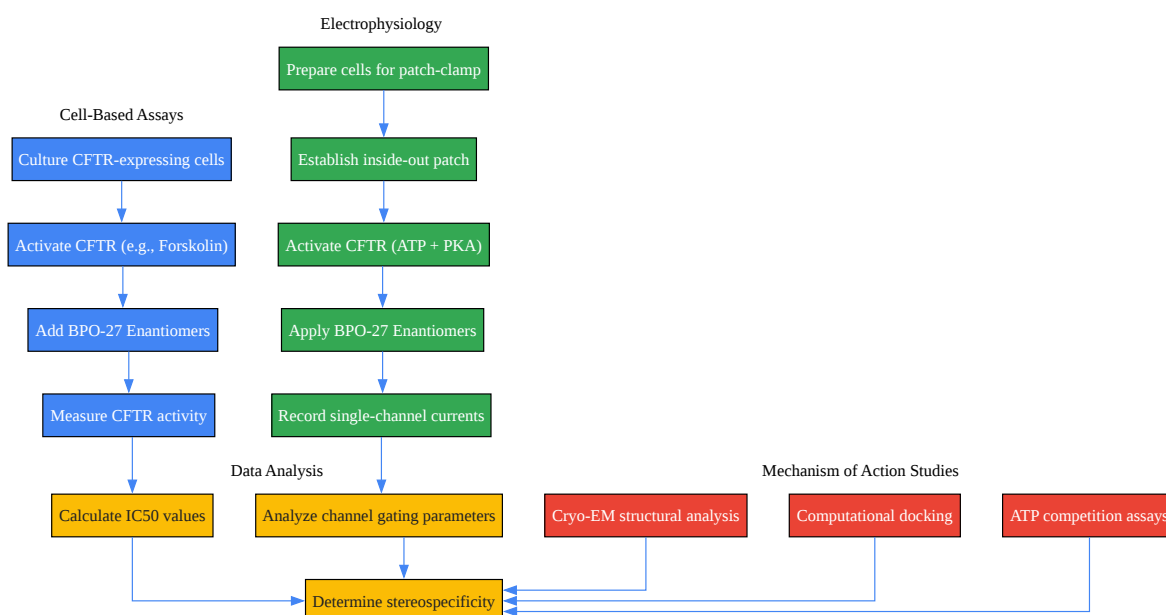 Electrophysiology
Prepare cells for patch-clamp
Cell-Based Assays
Culture CFTR-expressing cells
Establish inside-out patch
Activate CFTR (e.g., Forskolin)
Activate CFTR (ATP + PKA)
Add BPO-27 Enantiomers
Apply BPO-27 Enantiomers
Measure CFTR activity
Record single-channel currents
Data Analysis
Mechanism of Action Studies
Calculate IC50 values
Analyze channel gating parameters
Cryo-EM structural analysis
Computational docking
ATP competition assays
Determine stereospecificity